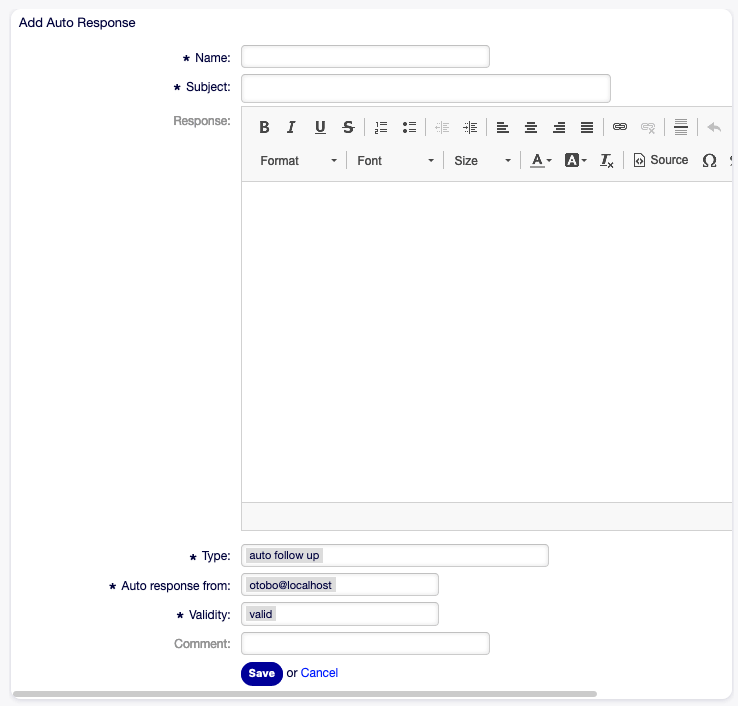 Add Auto Response
* Name:
* Subject:
Response:
B I U S
Format Font Size A A Tx Source Ω
* Type: auto follow up
* Auto response from: otobo@localhost
* Validity: valid
Comment:
Save or Cancel